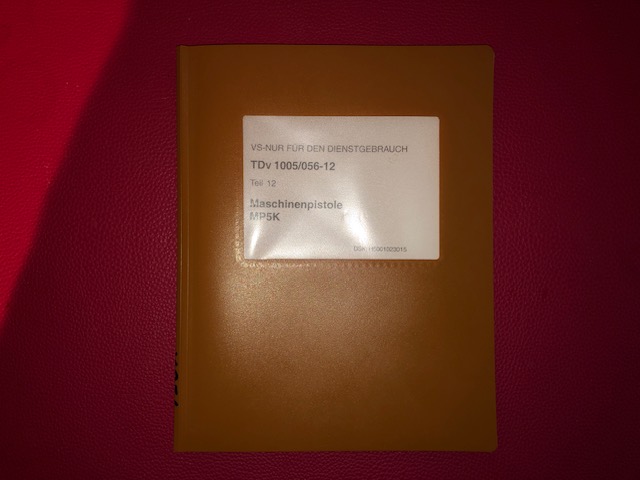 VS-NUR FÜR DEN DIENSTGEBRAUCH
TDv 1005/056-12
Teil 12
Maschinenpistole
MP5K